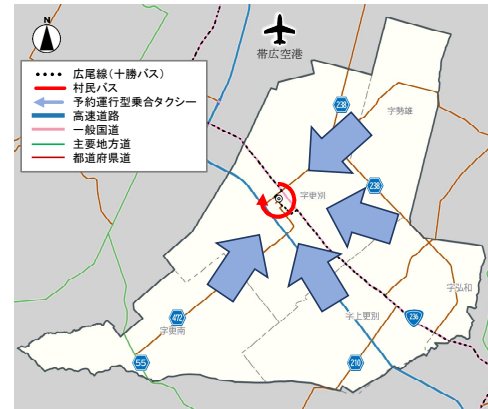 N
帯広空港
広尾線(十勝バス)
村民バス
予約運行型乗合タクシー
高速道路
一般国道
主要地方道
都道府県道
238
字勢雄
238
字更別
字弘和
236
字上更別
472
字更南
55
210